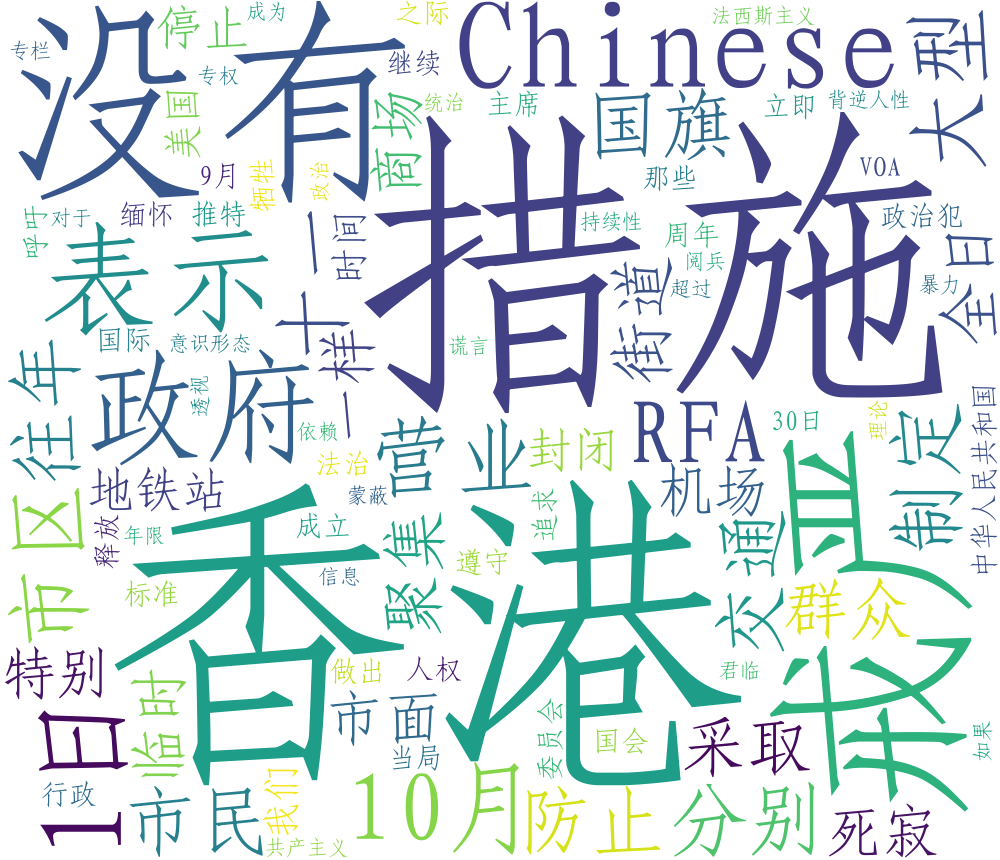 没有
Chinese
措施
香港
戒严
表示
政府
国旗
大型
停止
商场
继续
之际
法西斯主义
成为
专栏
专权
美国
统治
主席
立即
背逆人性
9月
牺牲
政治
那些
VOA
呼吁
对于
缅怀
推特
时间
持续性
周年
政治犯
全日
二十
街道
阅兵
超过
暴力
国际
意识形态
一样
谎言
往年
透视
依赖
营业
RFA
封闭
30日
理论
制定
中华人民共和国
地铁站
法治
蒙蔽
机场
市区
释放
年限
成立
聚集
追求
交通
遵守
标准
信息
群众
特别
临时
做出
人权
君临
1日
市面
委员会
国会
采取
如果
当局
行政
市民
我们
10月
防止
分别
死寂
共产主义